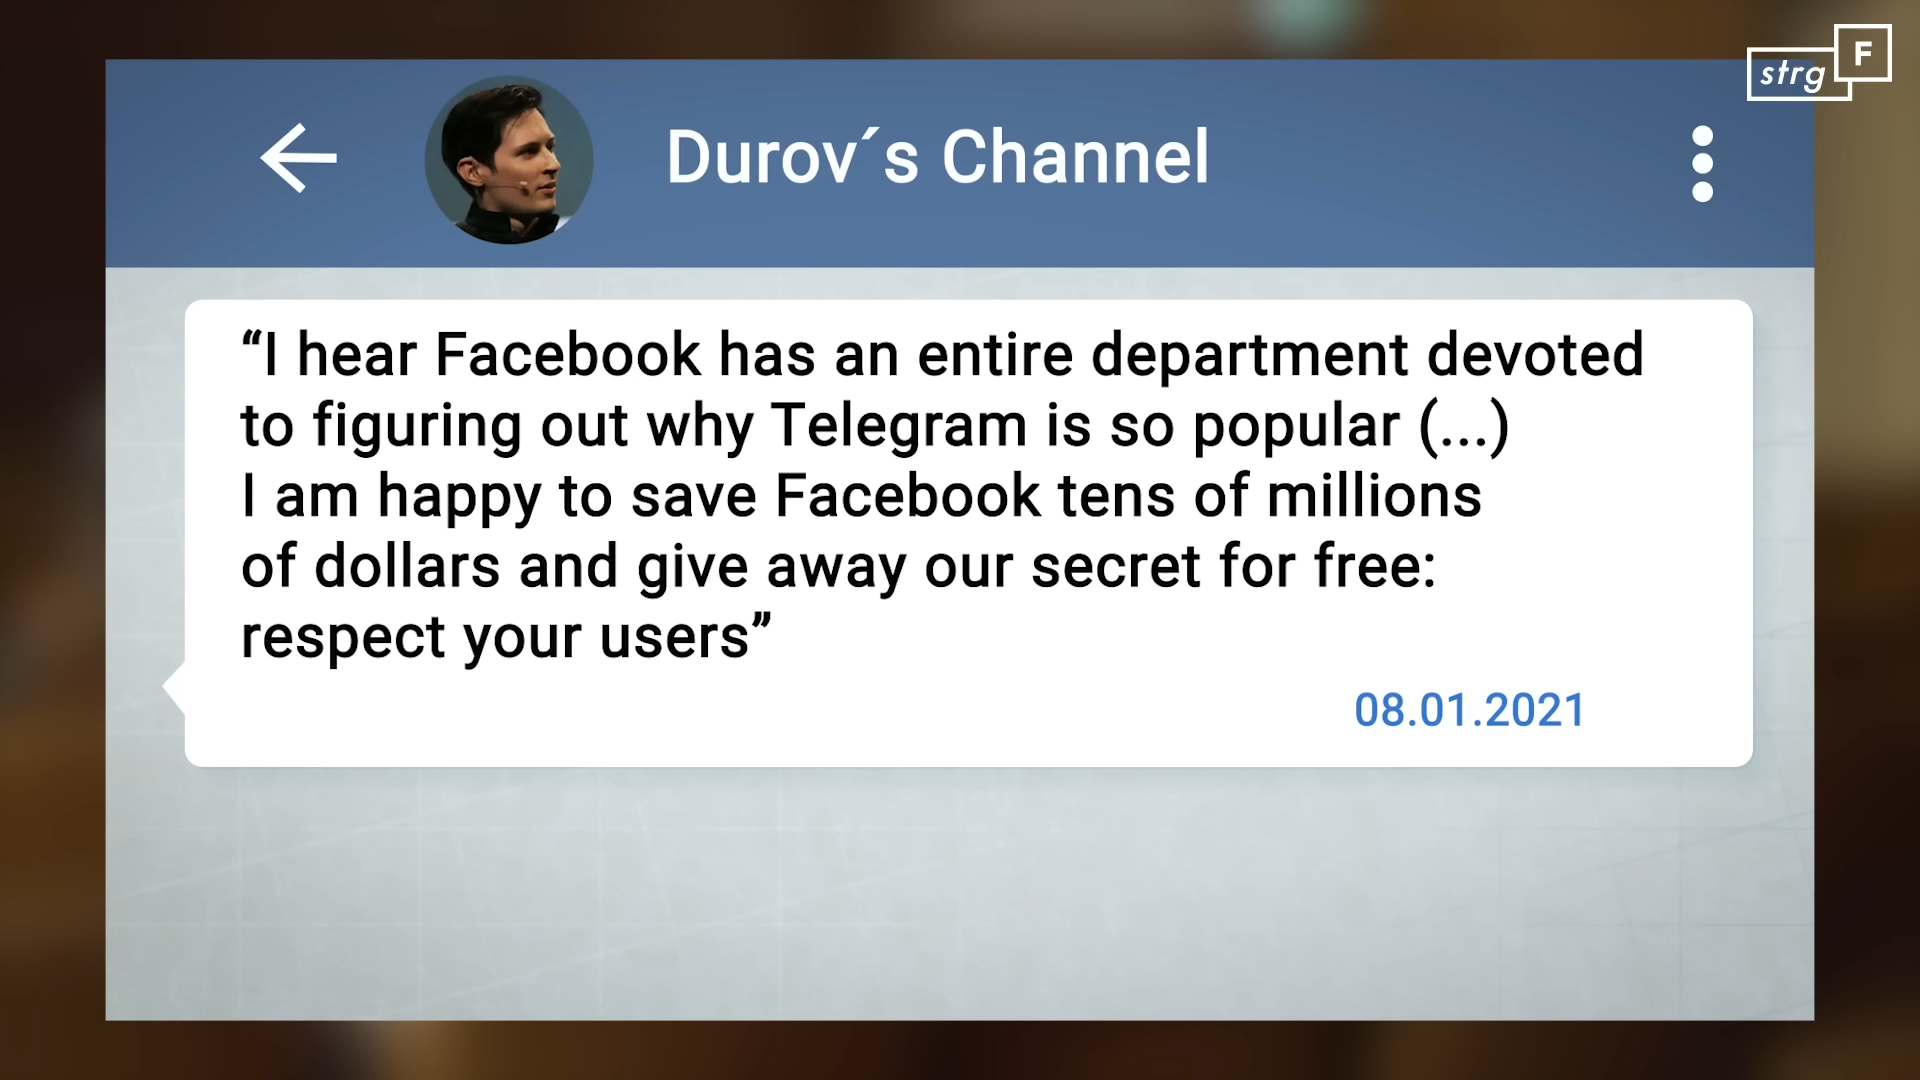 strg F
Durov´s Channel
“I hear Facebook has an entire department devoted
to figuring out why Telegram is so popular (...)
I am happy to save Facebook tens of millions
of dollars and give away our secret for free:
respect your users”
08.01.2021